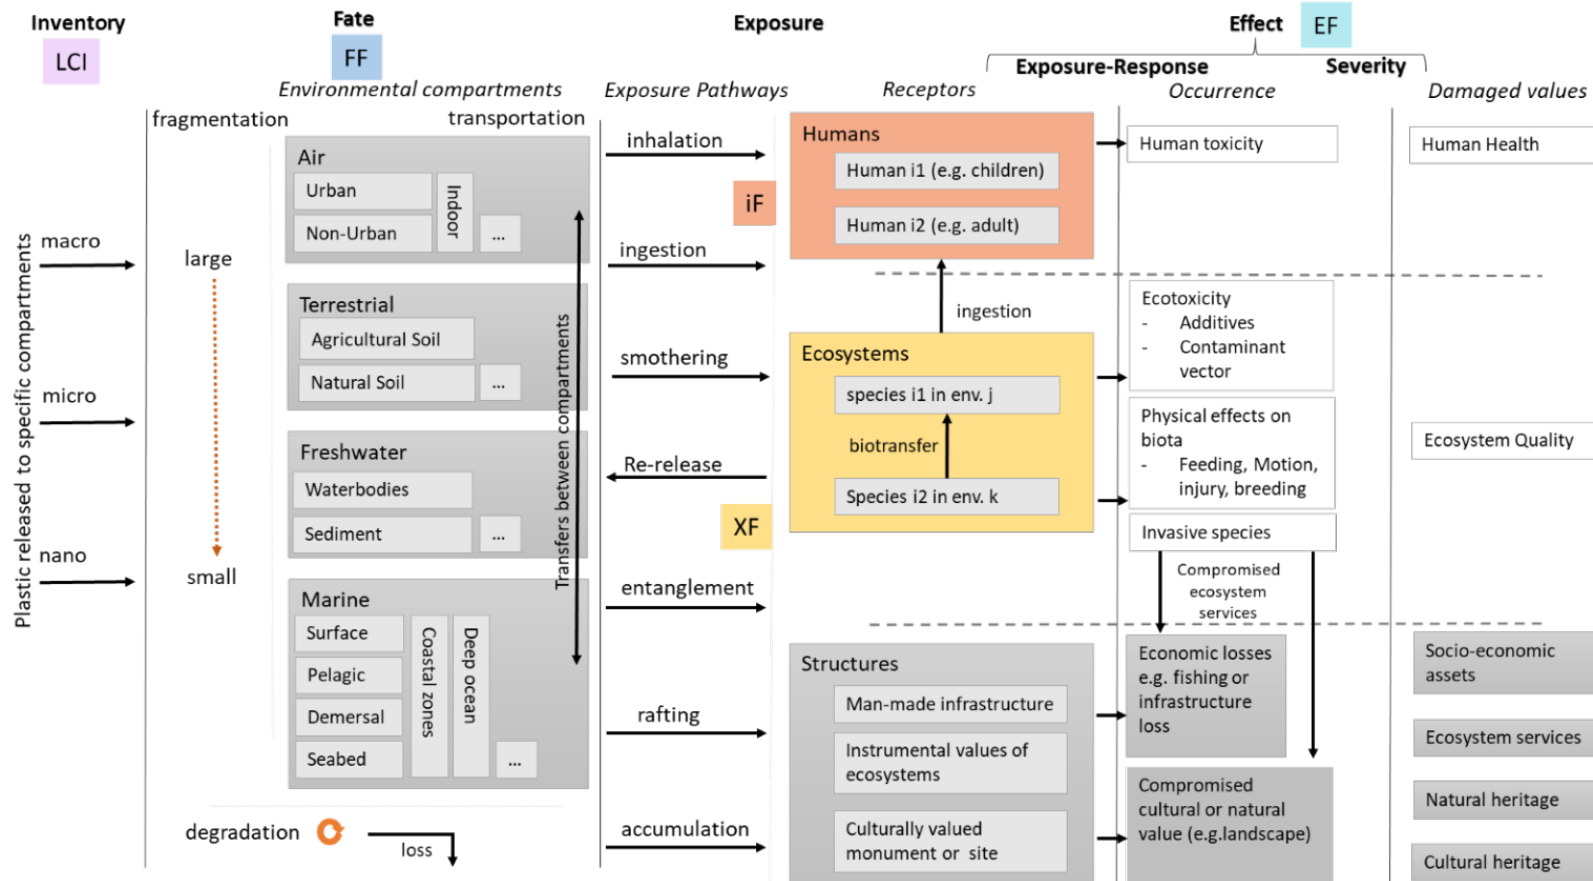 Inventory
LCI
Fate
FF
Exposure
Effect
EF
Exposure-Response
Severity
Environmental compartments
Exposure Pathways
Receptors
Occurrence
Damaged values
fragmentation
transportation
Plastic released to specific compartments
macro
micro
nano
large
small
Air
Urban
Non-Urban
Indoor
...
Terrestrial
Agricultural Soil
Natural Soil
...
Freshwater
Waterbodies
Sediment
...
Marine
Surface
Pelagic
Demersal
Seabed
Coastal zones
Deep ocean
...
Transfers between compartments
degradation
loss
inhalation
ingestion
smothering
Re-release
entanglement
rafting
accumulation
iF
XF
Humans
Human i1 (e.g. children)
Human i2 (e.g. adult)
ingestion
Ecosystems
species i1 in env. j
biotransfer
Species i2 in env. k
Structures
Man-made infrastructure
Instrumental values of
ecosystems
Culturally valued
monument or site
Human toxicity
Ecotoxicity
- Additives
- Contaminant
vector
Physical effects on
biota
- Feeding, Motion,
injury, breeding
Invasive species
Compromised
ecosystem
services
Economic losses
e.g. fishing or
infrastructure
loss
Compromised
cultural or natural
value (e.g.landscape)
Human Health
Ecosystem Quality
Socio-economic
assets
Ecosystem services
Natural heritage
Cultural heritage